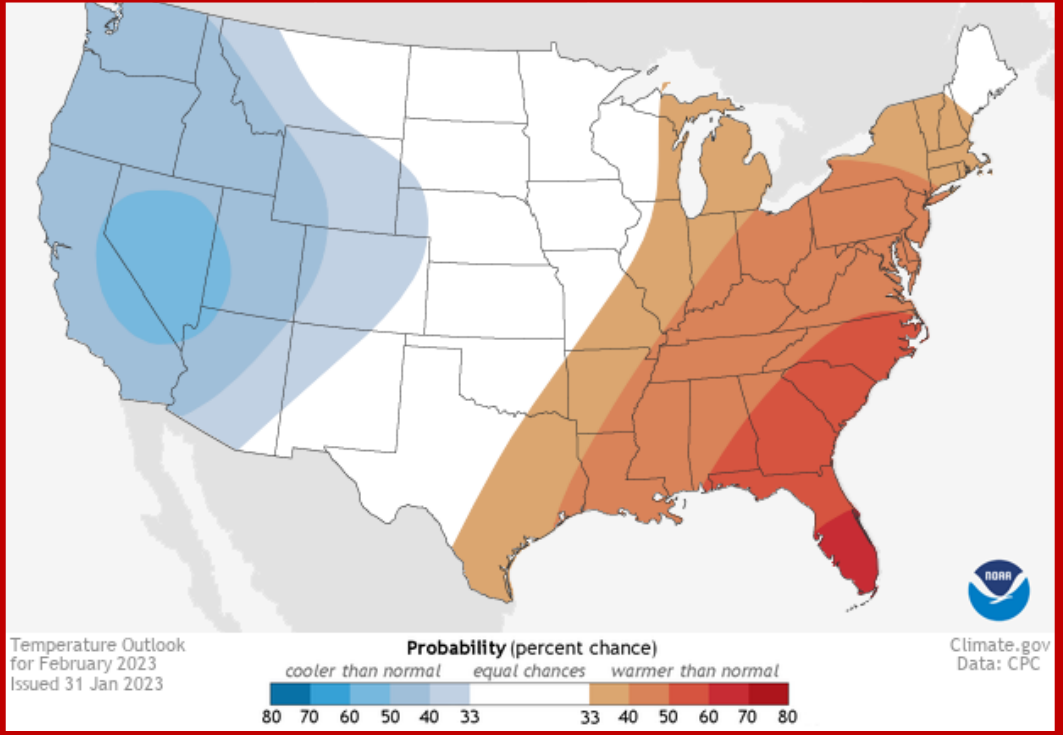 NOAA
Temperature Outlook
for February 2023
Issued 31 Jan 2023
Probability (percent chance)
cooler than normal equal chances warmer than normal
80 70 60 50 40 33 33 40 50 60 70 80
Climate.gov
Data: CPC